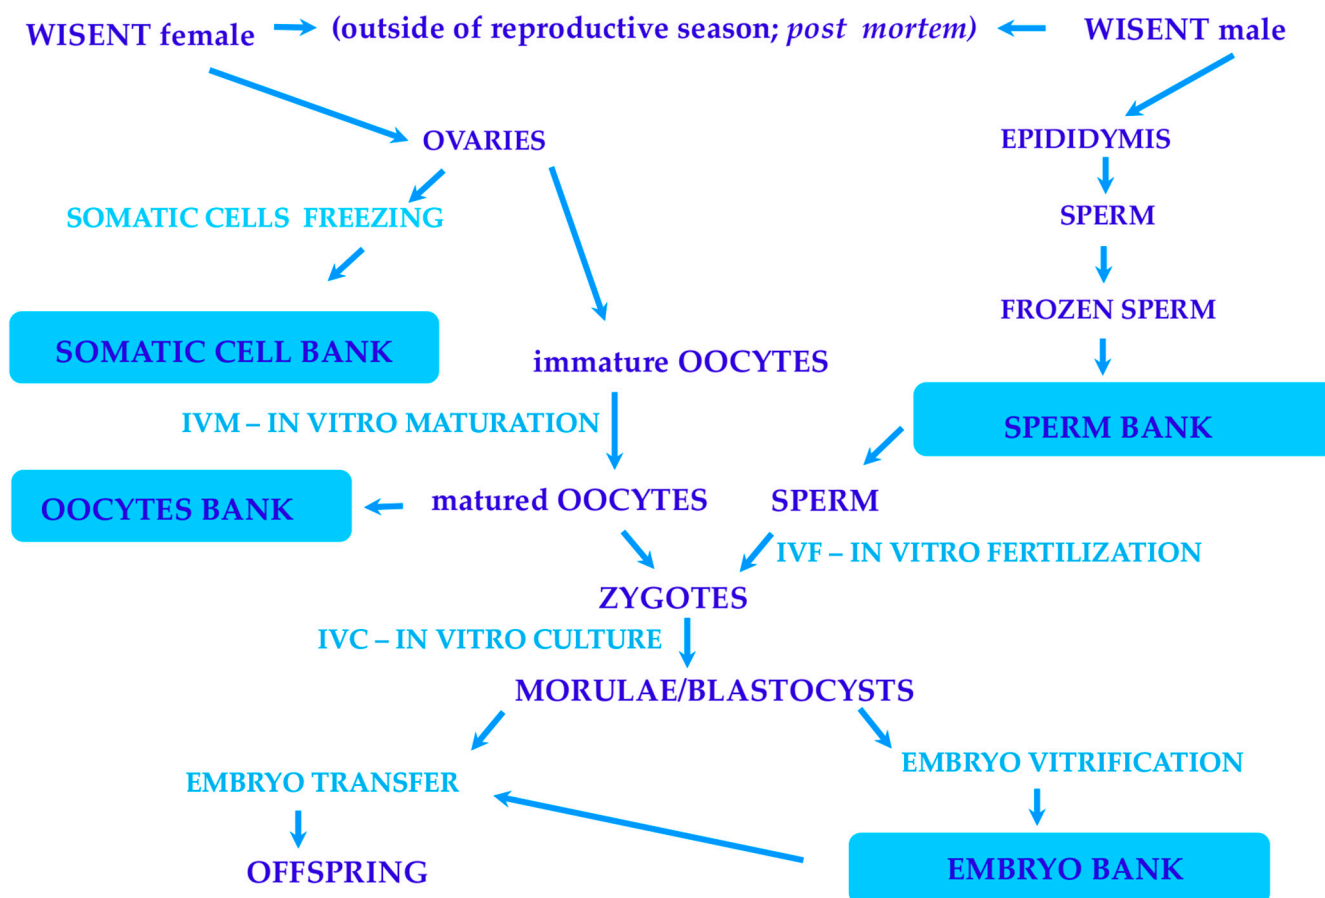 WISENT female
(outside of reproductive season; post mortem)
WISENT male
OVARIES
EPIDIDYMIS
SOMATIC CELLS FREEZING
SPERM
FROZEN SPERM
SOMATIC CELL BANK
immature OOCYTES
IVM – IN VITRO MATURATION
SPERM BANK
OOCYTES BANK
matured OOCYTES
SPERM
IVF – IN VITRO FERTILIZATION
ZYGOTES
IVC – IN VITRO CULTURE
MORULAE/BLASTOCYSTS
EMBRYO TRANSFER
EMBRYO VITRIFICATION
OFFSPRING
EMBRYO BANK